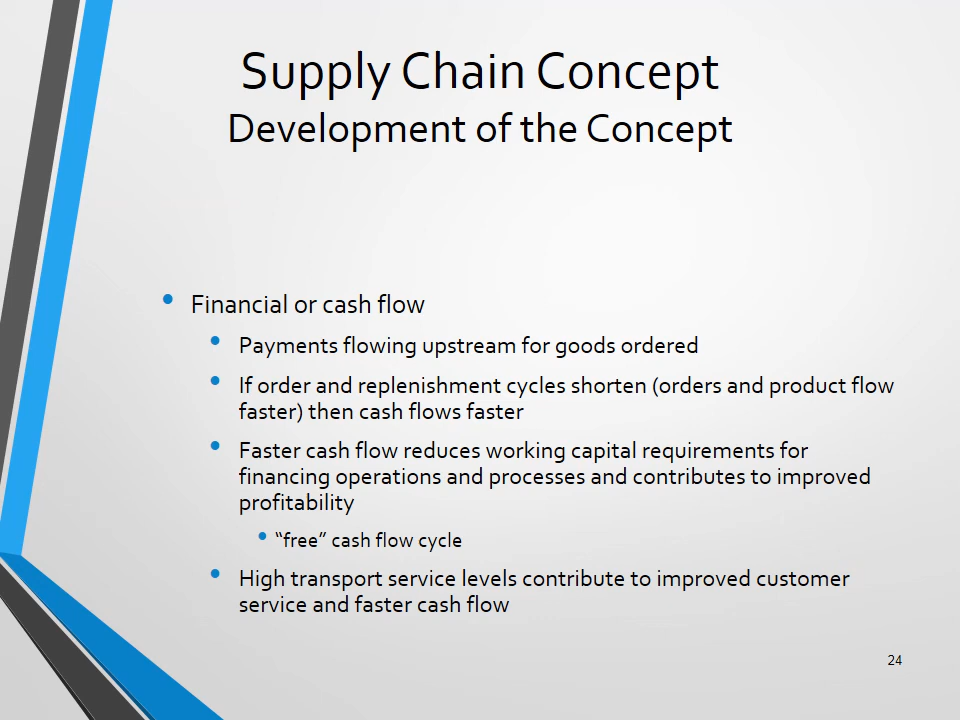 Supply Chain Concept
Development of the Concept
• Financial or cash flow
• Payments flowing upstream for goods ordered
• If order and replenishment cycles shorten (orders and product flow
faster) then cash flows faster
• Faster cash flow reduces working capital requirements for
financing operations and processes and contributes to improved
profitability
• “free” cash flow cycle
• High transport service levels contribute to improved customer
service and faster cash flow
24